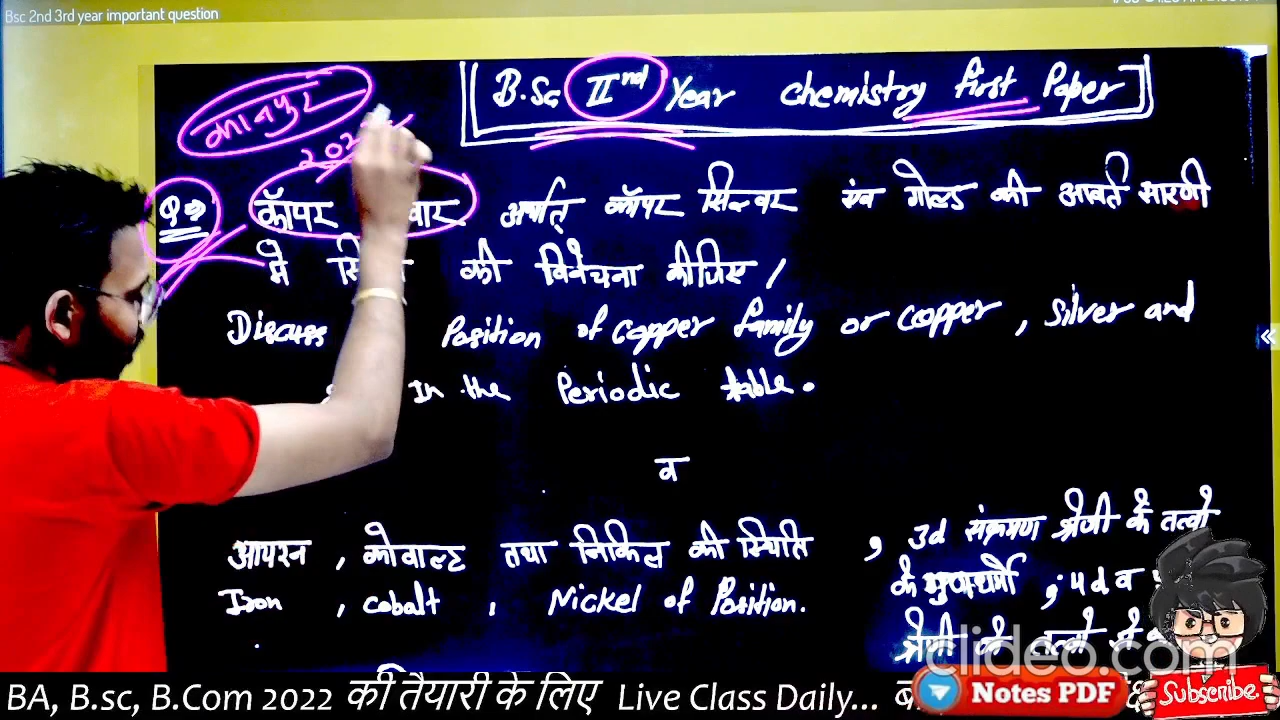 Bsc 2nd 3rd year important question
B.Sc IInd Year chemistry first Paper
कानपुर
Q⇒ कॉपर वार अर्थात् कॉपर सिल्वर एंव गोल्ड की आवर्त सारणी
मे की विवेचना कीजिए /
Discuss Position of copper family or copper, silver and
In the Periodic table.
व
आयरन , कोवाल्ट तथा निकिल की स्थिति , 3d संक्रमण श्रेणी के तत्वो
Iron , cobalt , Nickel of Position. के गुणधर्मो ; 4d व
श्रेणी के तत्वो
clideo.com
BA, B.sc, B.Com 2022 की तैयारी के लिए Live Class Daily...
Notes PDF
Subscribe